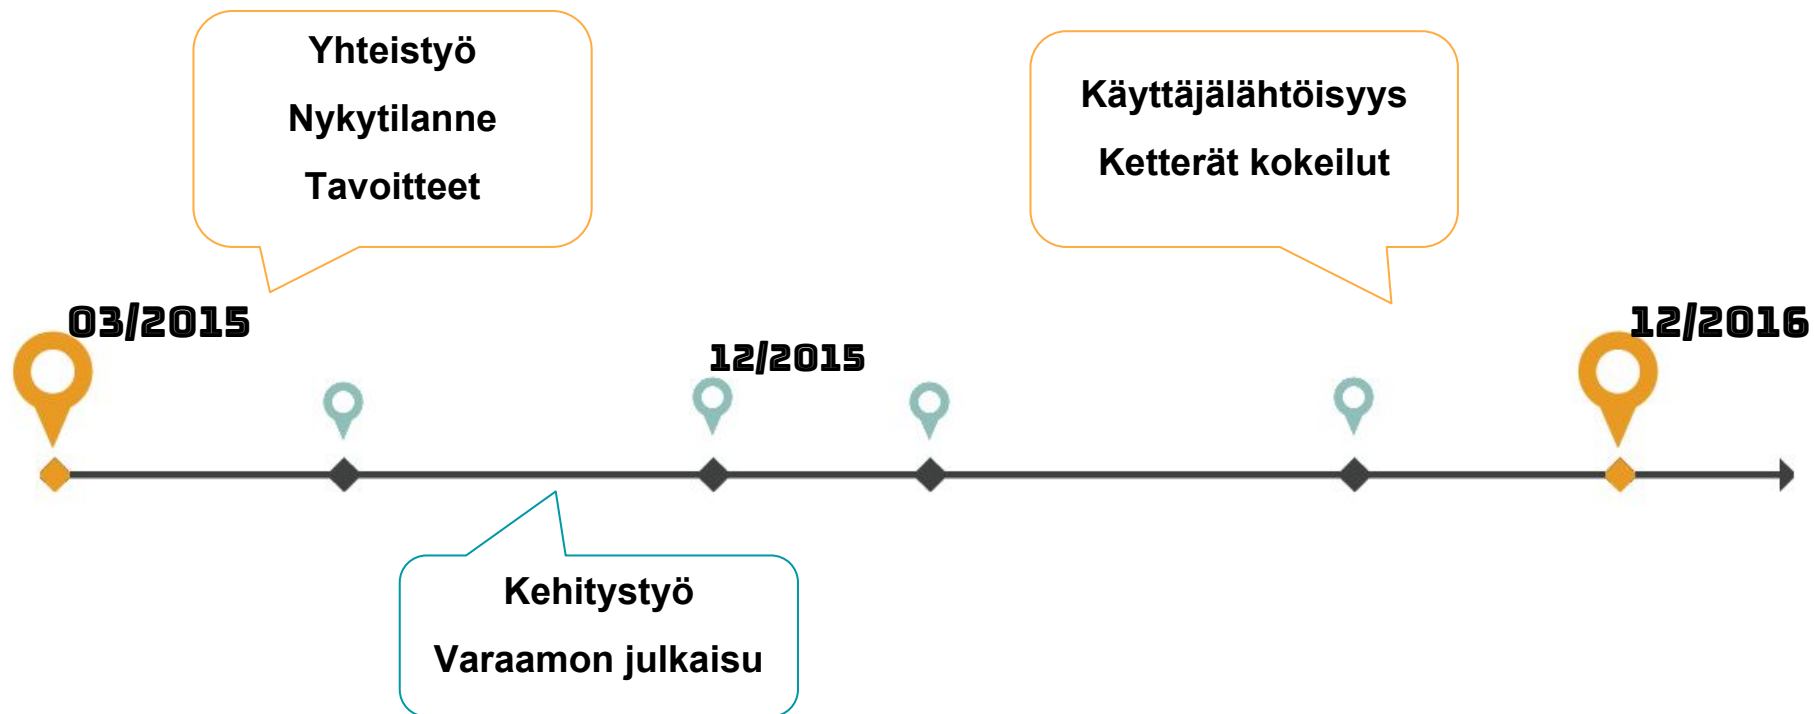 Yhteistyö
Nykytilanne
Tavoitteet
Käyttäjälähtöisyys
Ketterät kokeilut
03/2015
12/2015
12/2016
Kehitystyö
Varaamon julkaisu